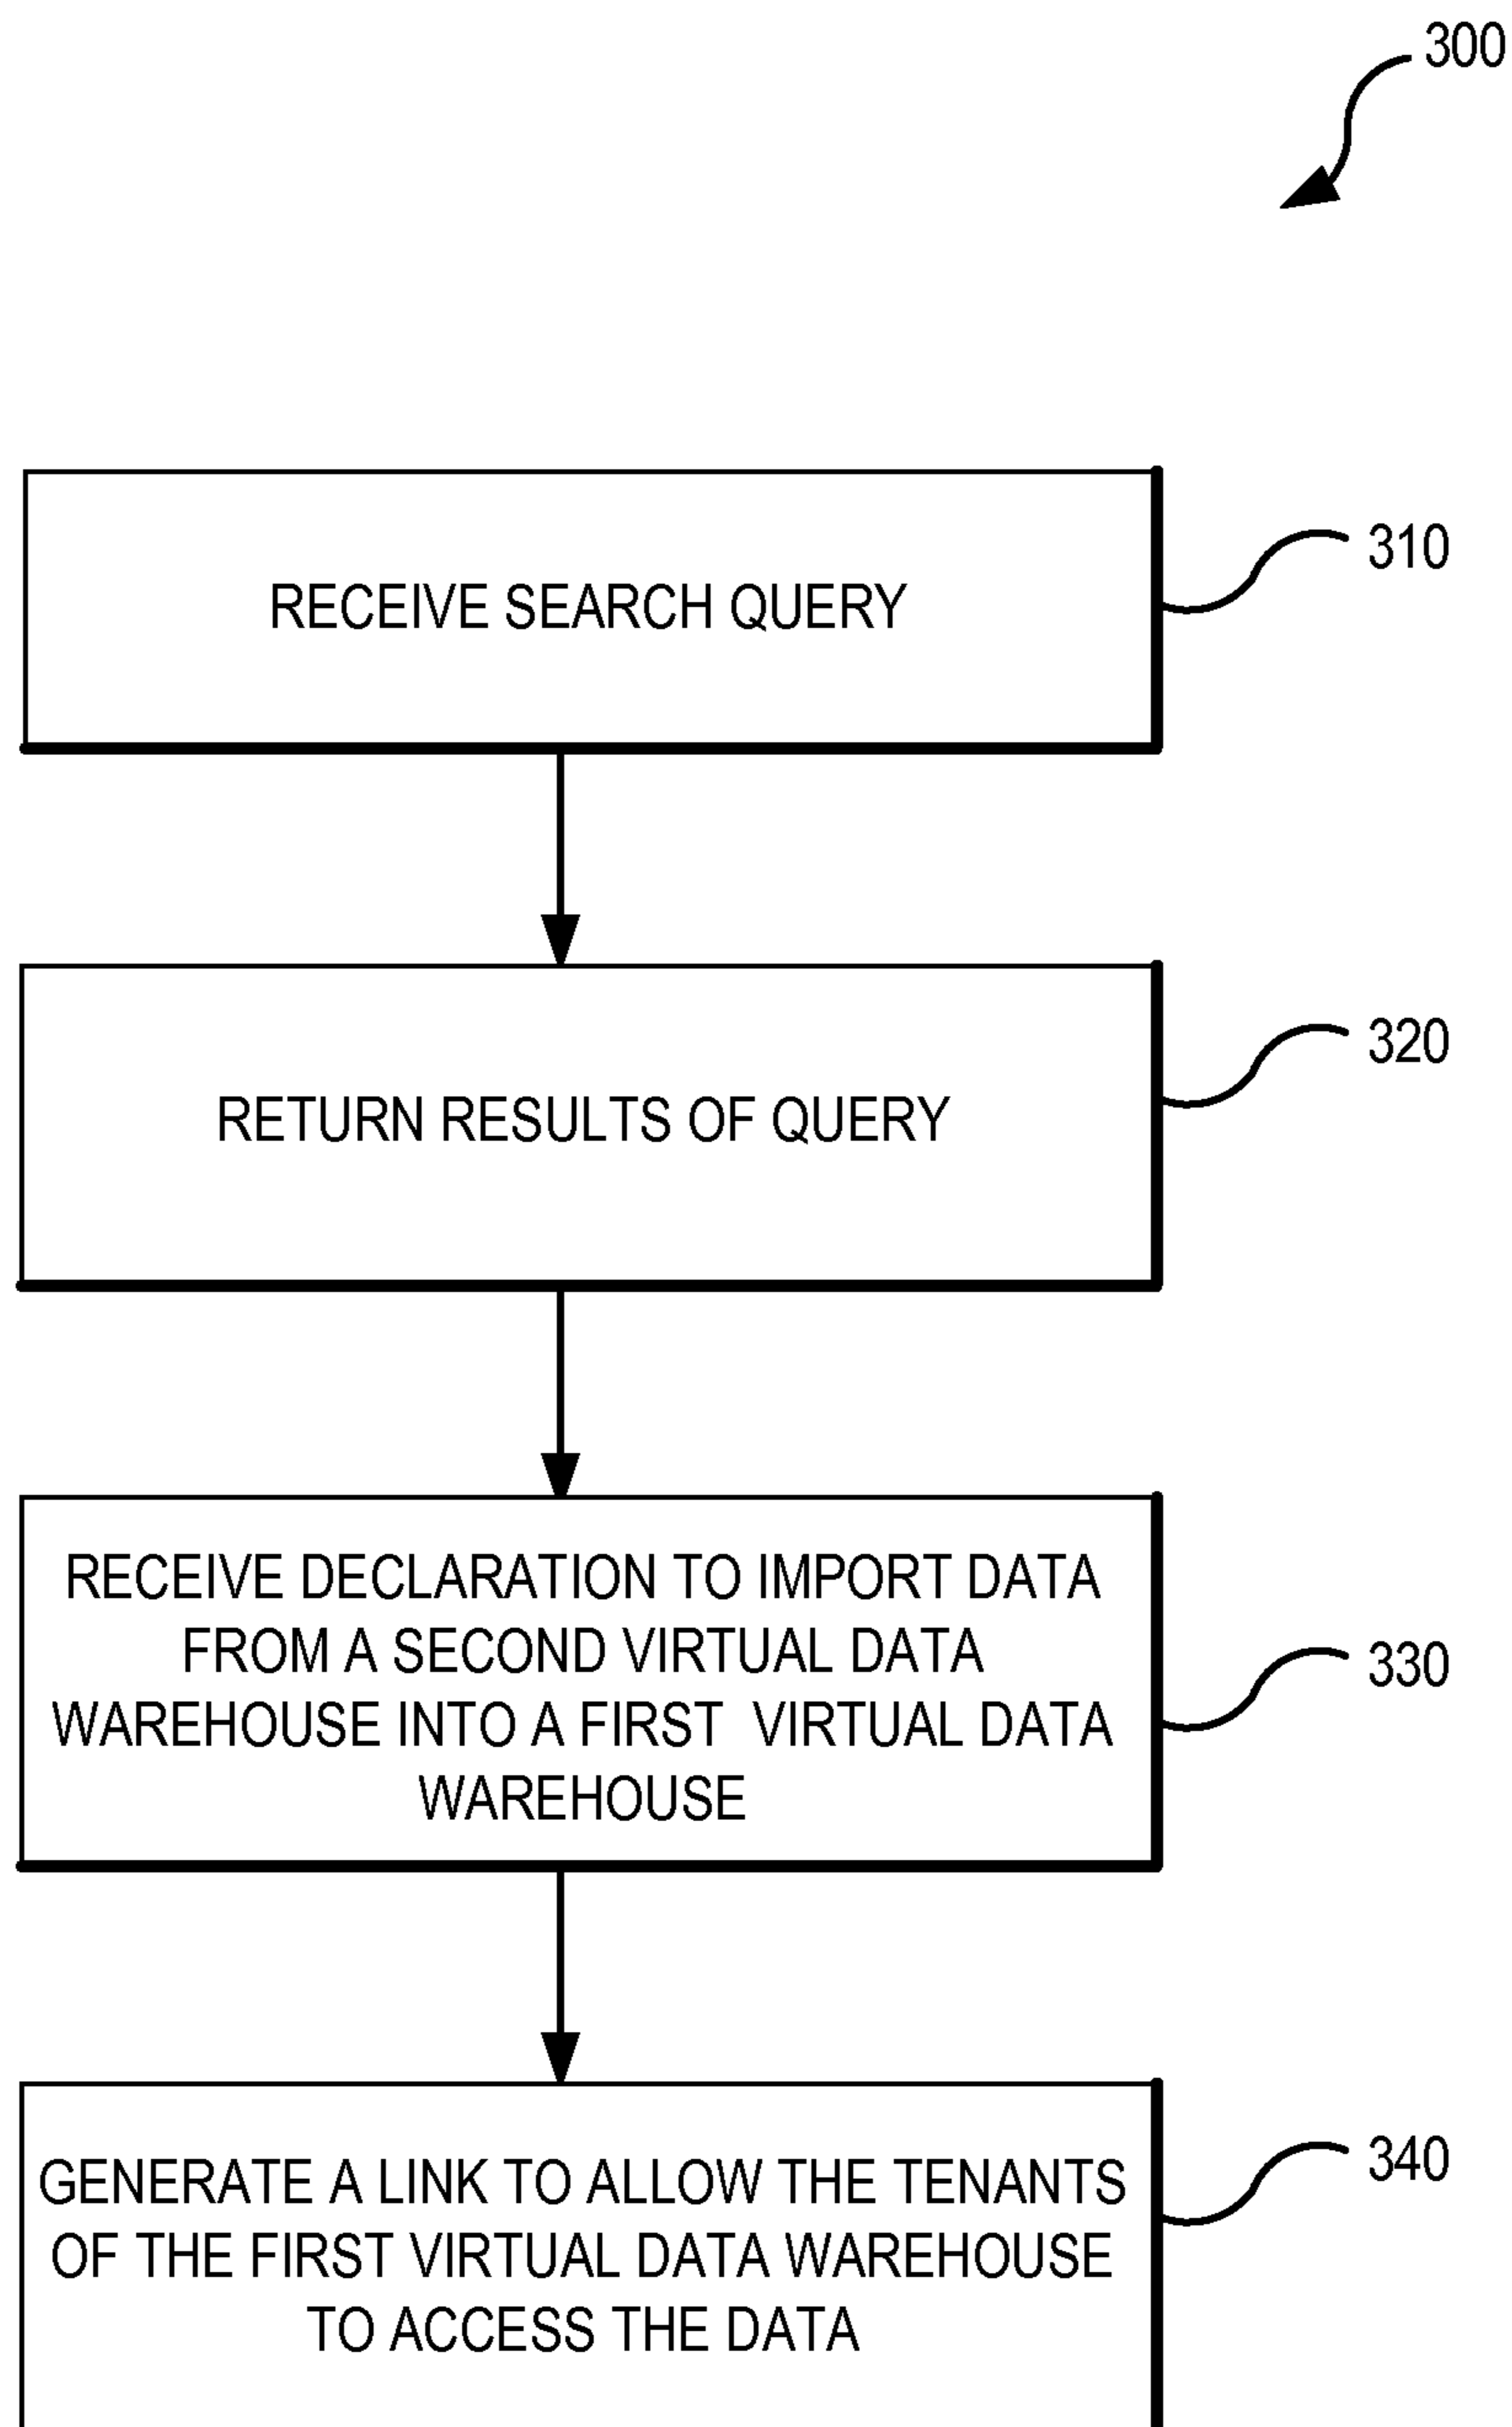 300
RECEIVE SEARCH QUERY
310
RETURN RESULTS OF QUERY
320
RECEIVE DECLARATION TO IMPORT DATA
FROM A SECOND VIRTUAL DATA
WAREHOUSE INTO A FIRST VIRTUAL DATA
WAREHOUSE
330
GENERATE A LINK TO ALLOW THE TENANTS
OF THE FIRST VIRTUAL DATA WAREHOUSE
TO ACCESS THE DATA
340